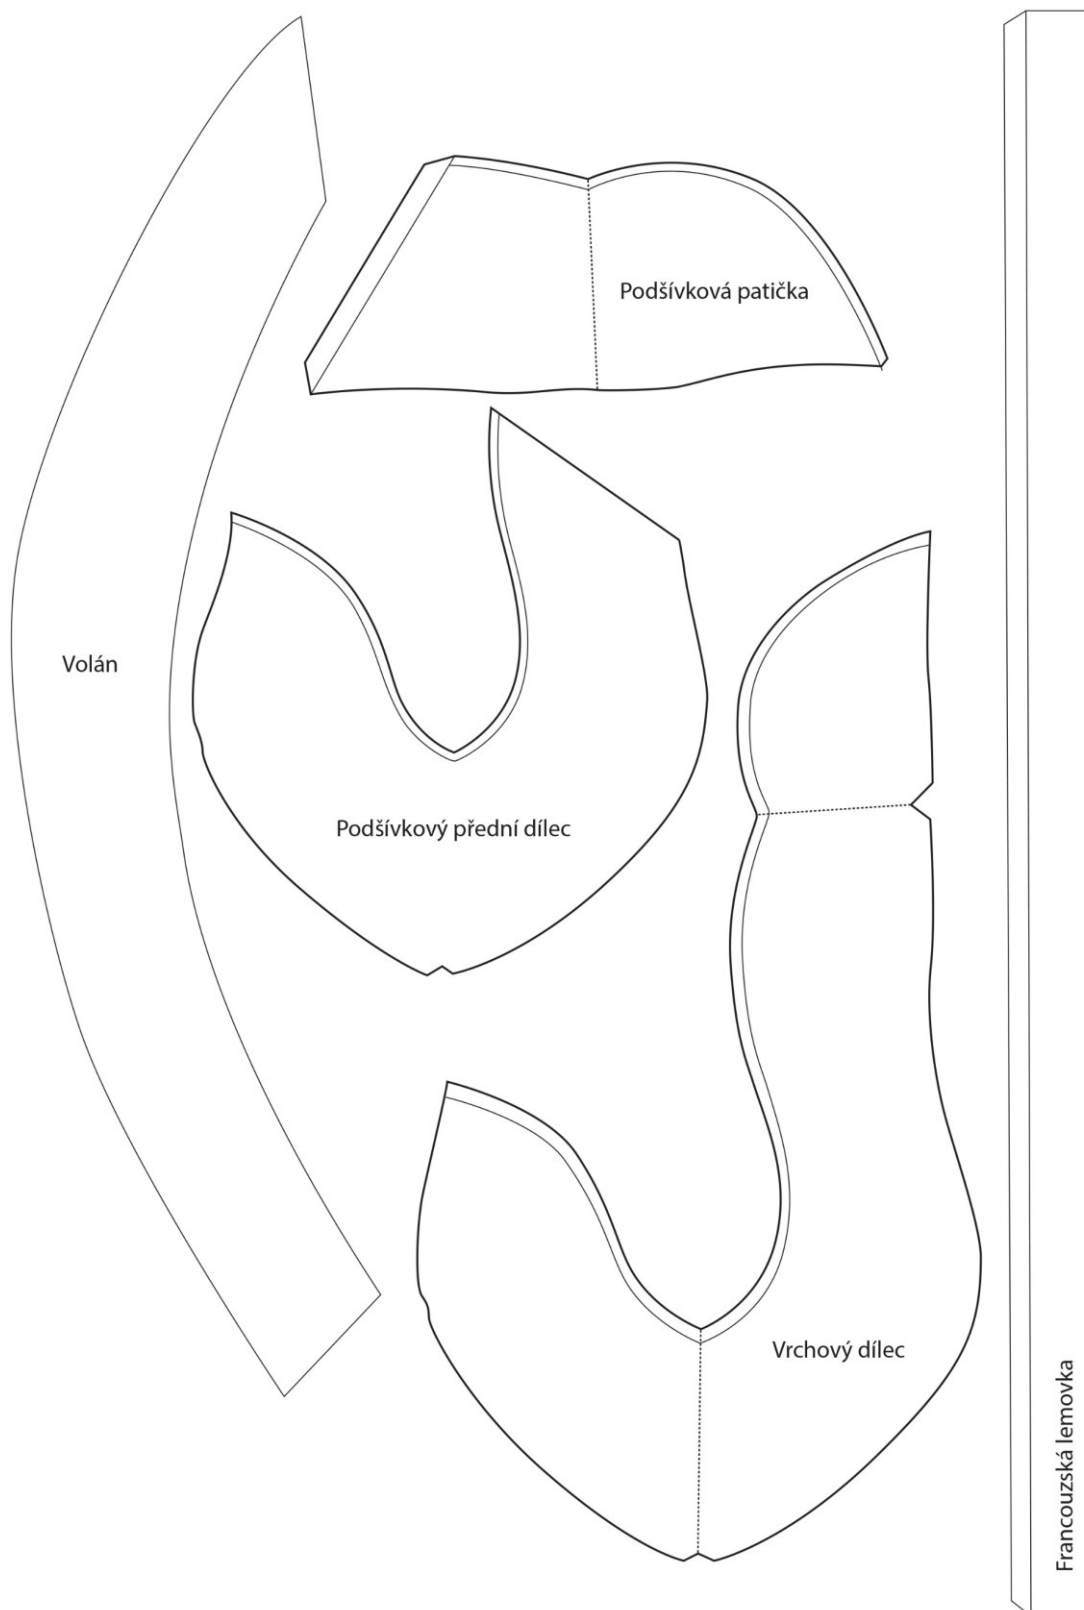 Podšívková patička
Volán
Podšívkový přední dílec
Vrchový dílec
Francouzská lemovka